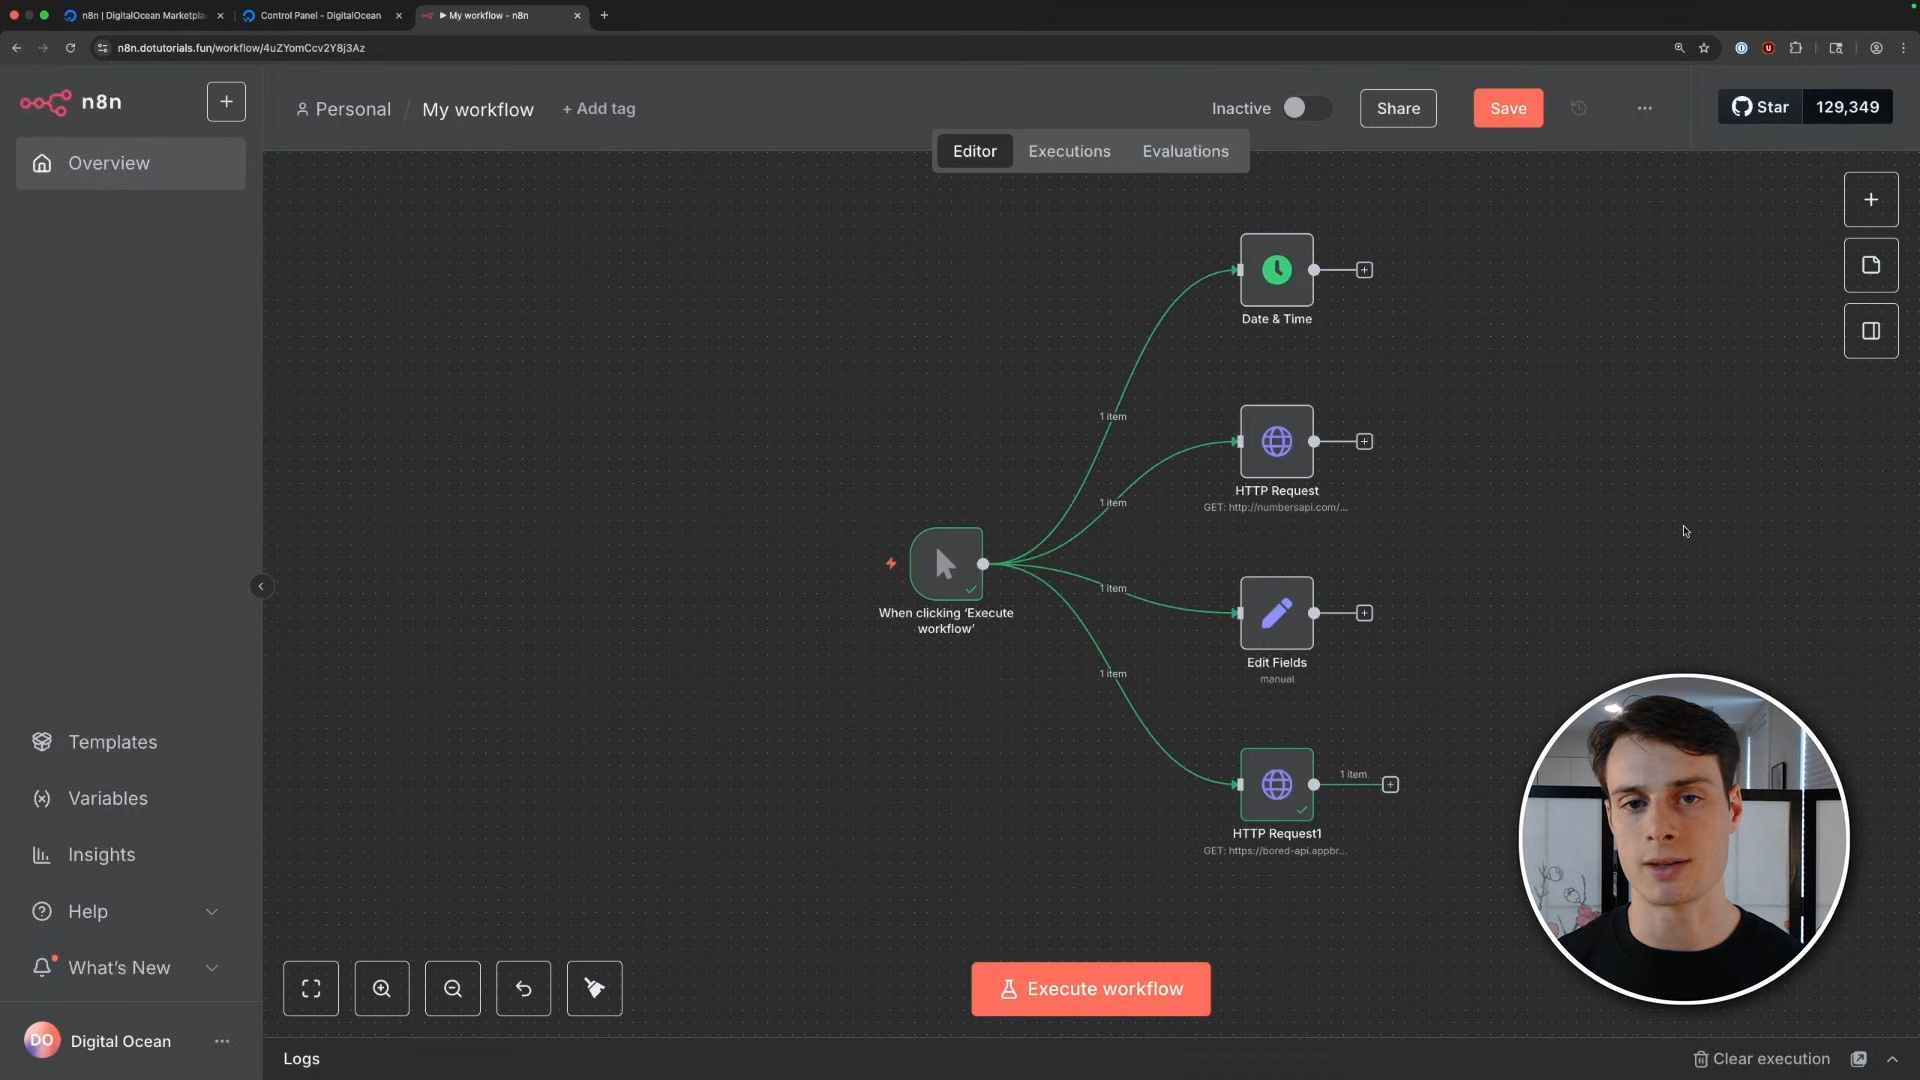 n8n | DigitalOcean Marketpla
Control Panel - DigitalOcean
My workflow - n8n
n8n.dotutorials.fun/workflow/4uZYomCcv2Y8j3Az
n8n
Overview
Personal / My workflow + Add tag
Inactive
Share
Save
Star 129,349
Editor Executions Evaluations
Date & Time
1 item
HTTP Request
GET: http://numbersapi.com/...
1 item
1 item
When clicking ‘Execute
workflow’
Edit Fields
manual
1 item
1 item
HTTP Request1
GET: https://bored-api.appbr...
Templates
Variables
Insights
Help
What’s New
DO Digital Ocean
Execute workflow
Logs
Clear execution